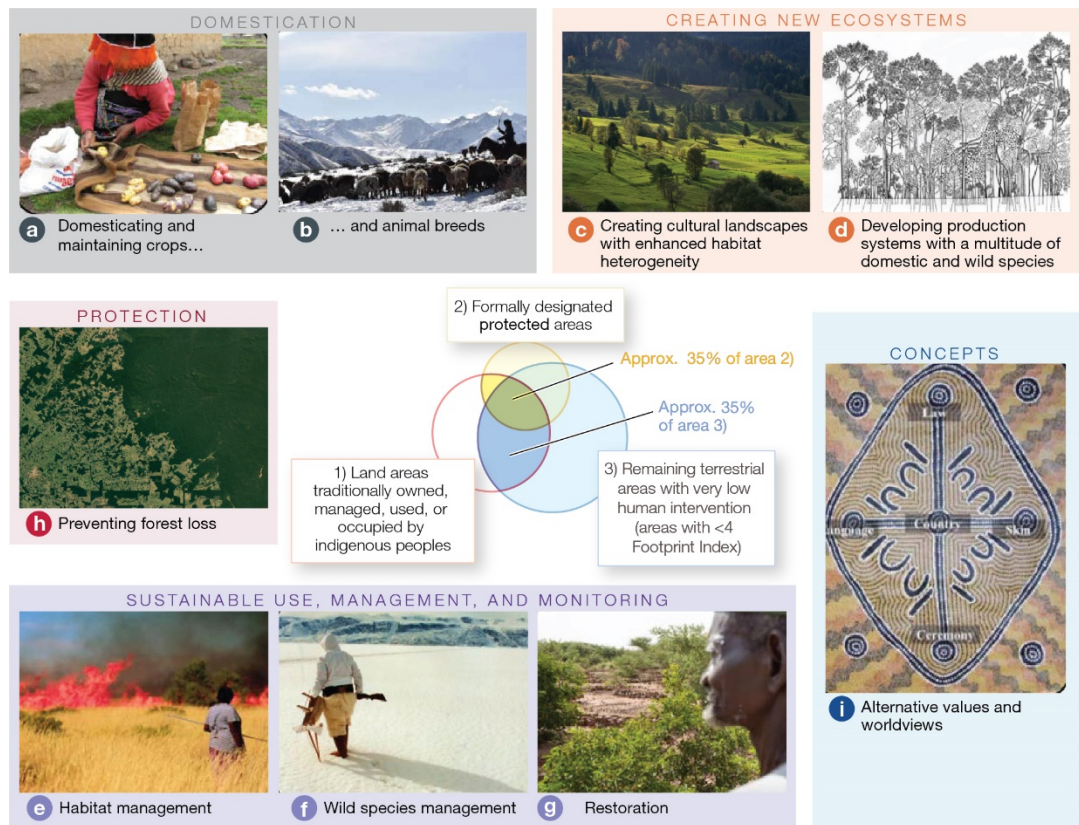 DOMESTICATION
a Domesticating and
maintaining crops…
b … and animal breeds
CREATING NEW ECOSYSTEMS
c Creating cultural landscapes
with enhanced habitat
heterogeneity
d Developing production
systems with a multitude of
domestic and wild species
PROTECTION
h Preventing forest loss
2) Formally designated
protected areas
Approx. 35% of area 2)
Approx. 35%
of area 3)
1) Land areas
traditionally owned,
managed, used, or
occupied by
indigenous peoples
3) Remaining terrestrial
areas with very low
human intervention
(areas with <4
Footprint Index)
CONCEPTS
Law
anguage Country Skin
Ceremony
i Alternative values and
worldviews
SUSTAINABLE USE, MANAGEMENT, AND MONITORING
e Habitat management
f Wild species management
g Restoration